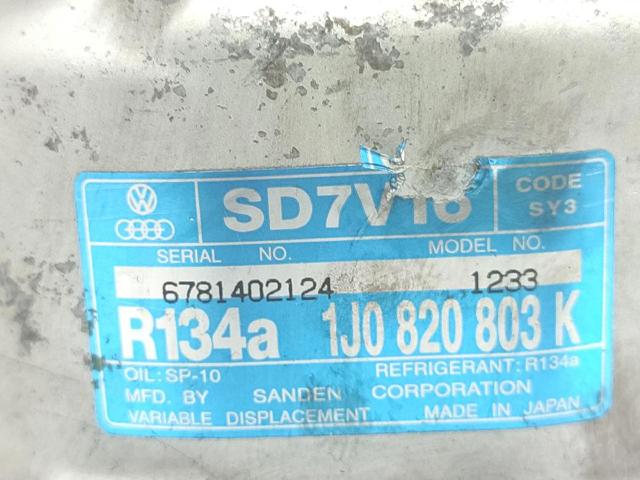 SD7V16
CODE
SY3
SERIAL NO. MODEL NO.
6781402124 1233
R134a 1J0 820 803 K
OIL: SP-10 REFRIGERANT: R134a
MFD. BY SANDEN CORPORATION
VARIABLE DISPLACEMENT MADE IN JAPAN